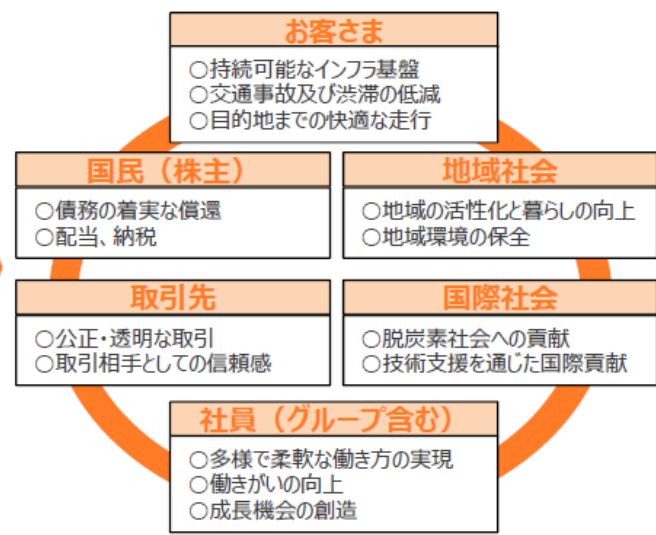 お客さま
○持続可能なインフラ基盤
○交通事故及び渋滞の低減
○目的地までの快適な走行
国民（株主）
○債務の着実な償還
○配当、納税
地域社会
○地域の活性化と暮らしの向上
○地域環境の保全
取引先
○公正・透明な取引
○取引相手としての信頼感
国際社会
○脱炭素社会への貢献
○技術支援を通じた国際貢献
社員（グループ含む）
○多様で柔軟な働き方の実現
○働きがいの向上
○成長機会の創造